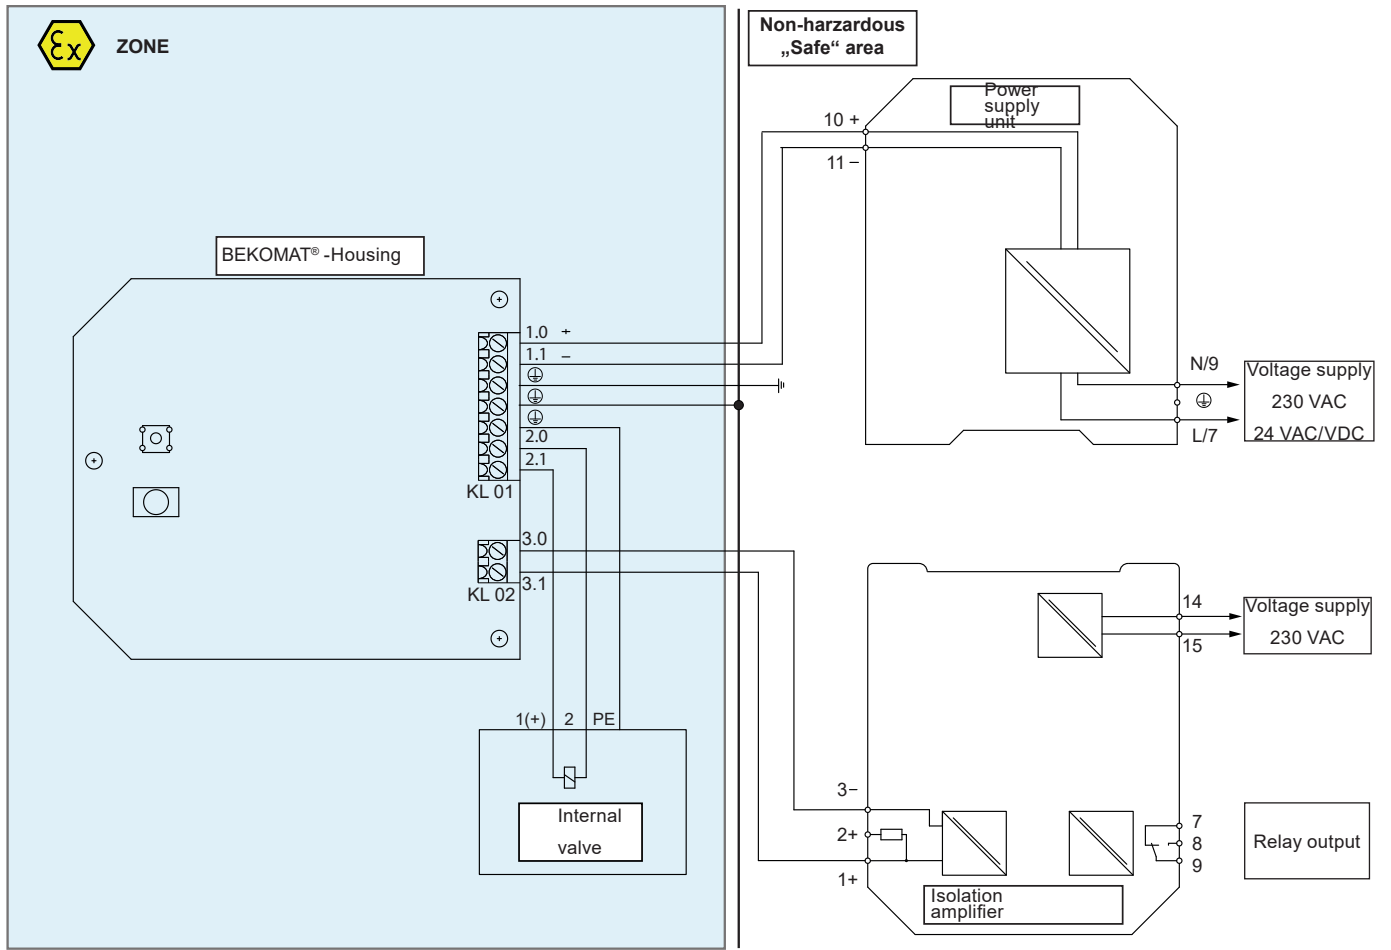 εx
ZONE
Non-harzardous
„Safe“ area
Power
supply
unit
10 +
11 –
BEKOMAT® -Housing
1.0 +
1.1 –
2.0
2.1
KL 01
3.0
3.1
KL 02
N/9
L/7
Voltage supply
230 VAC
24 VAC/VDC
14
15
Voltage supply
230 VAC
1(+) 2 PE
Internal
valve
3–
2+
1+
7
8
9
Relay output
Isolation
amplifier